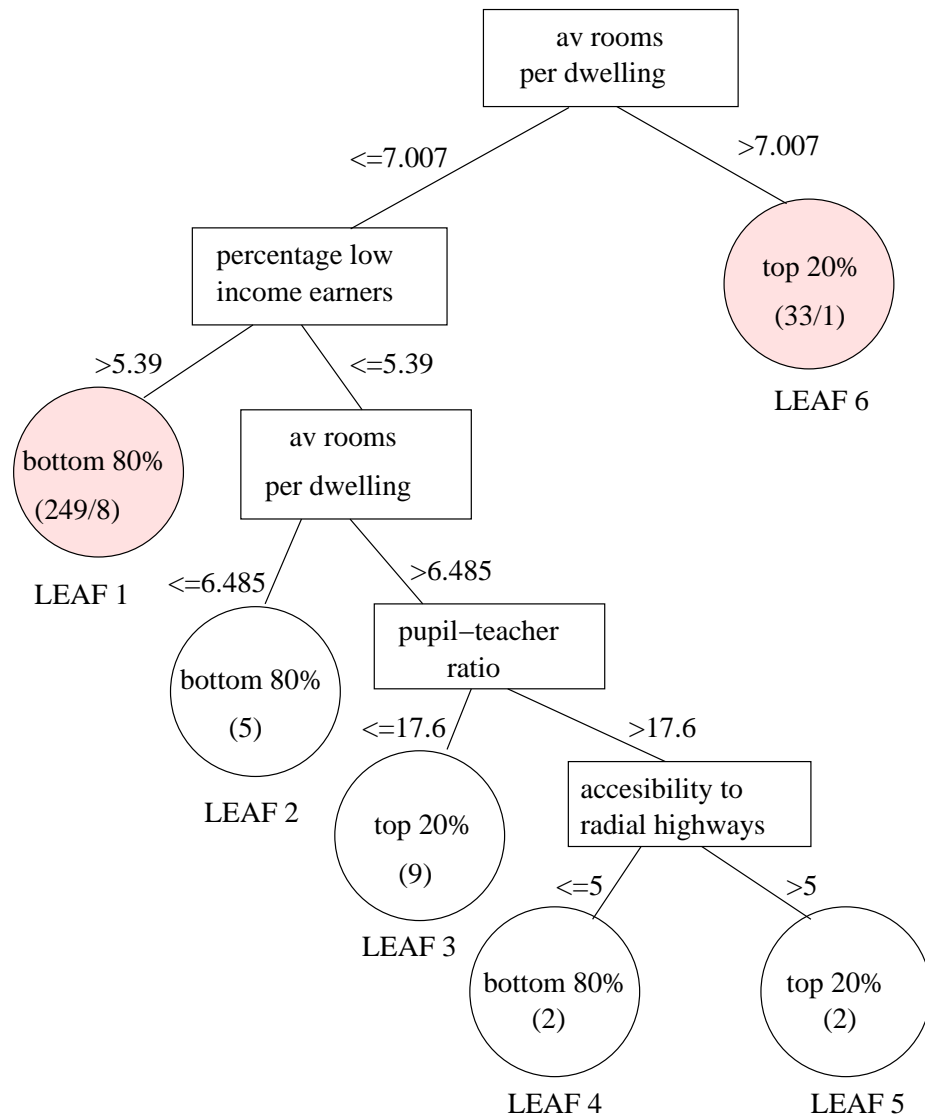 av rooms
per dwelling
<=7.007
>7.007
percentage low
income earners
top 20%
(33/1)
LEAF 6
>5.39
<=5.39
bottom 80%
(249/8)
LEAF 1
av rooms
per dwelling
<=6.485
>6.485
bottom 80%
(5)
LEAF 2
pupil−teacher
ratio
<=17.6
>17.6
top 20%
(9)
LEAF 3
accesibility to
radial highways
<=5
>5
bottom 80%
(2)
LEAF 4
top 20%
(2)
LEAF 5